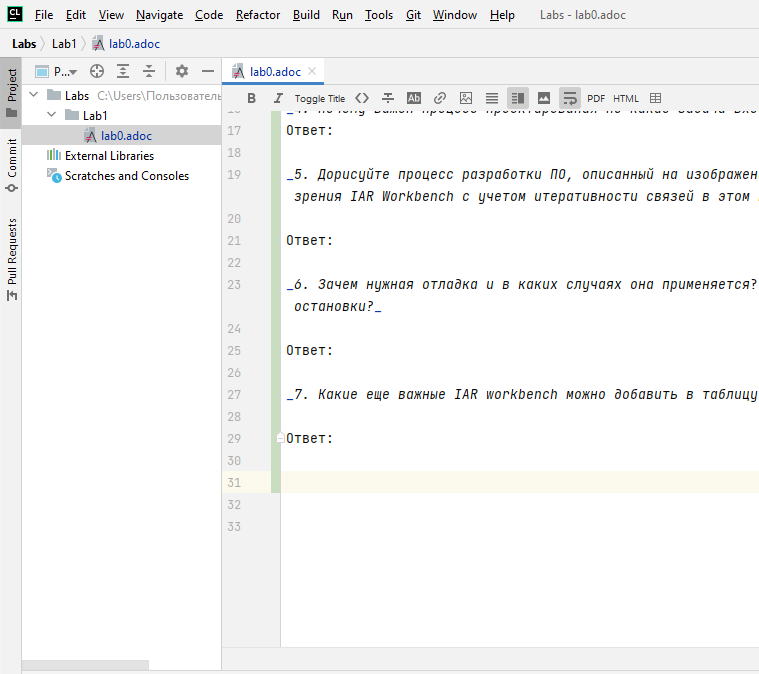 CL File Edit View Navigate Code Refactor Build Run Tools Git Window Help Labs - lab0.adoc
Labs Lab1 lab0.adoc
P... lab0.adoc
Project
Commit
Pull Requests
Labs C:\Users\Пользователь
Lab1
lab0.adoc
External Libraries
Scratches and Consoles
B I Toggle Title Ab PDF HTML
17 Ответ:
18
19 _5. Дорисуйте процесс разработки ПО, описанный на
зрения IAR Workbench с учетом итеративности связей в этом
20
21 Ответ:
22
23 _6. Зачем нужная отладка и в каких случаях она применяется?
остановки?_
24
25 Ответ:
26
27 _7. Какие еще важные IAR workbench можно добавить в таблицу
28
29 Ответ:
30
31
32
33